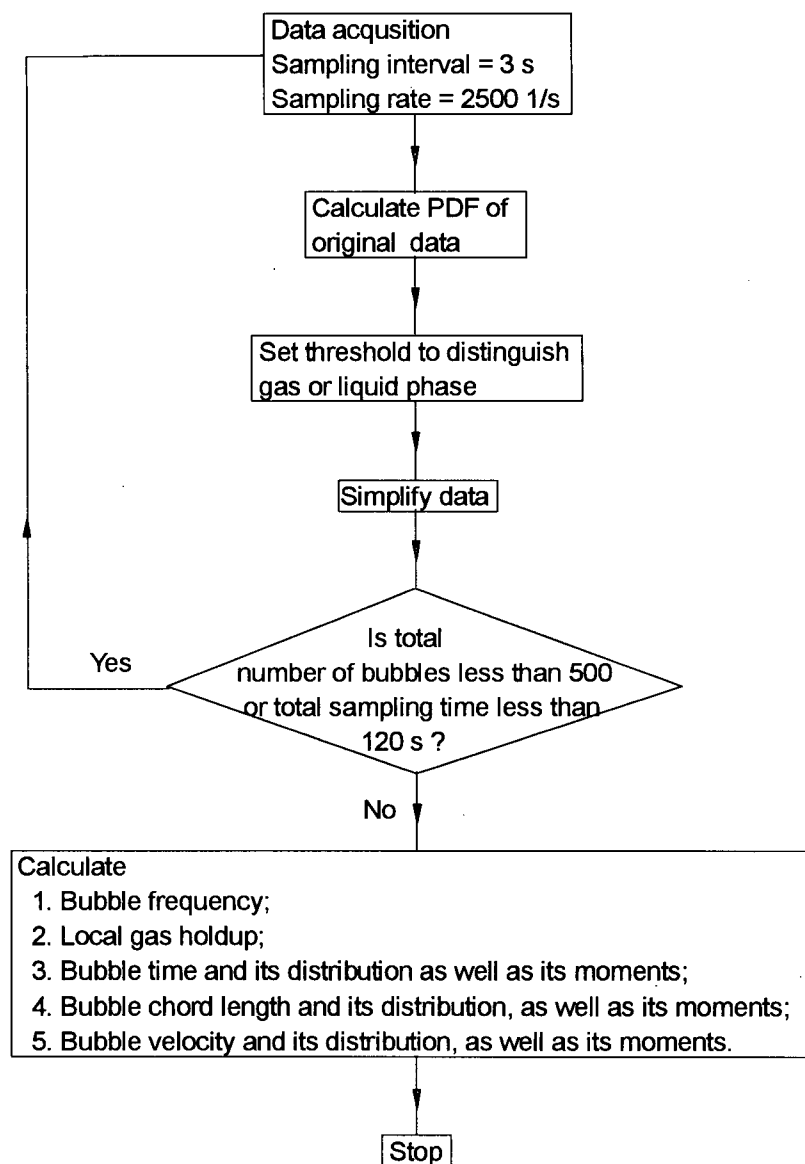 Data acqusition
Sampling interval = 3 s
Sampling rate = 2500 1/s
Calculate PDF of
original data
Set threshold to distinguish
gas or liquid phase
Simplify data
Is total
number of bubbles less than 500
or total sampling time less than
120 s ?
Yes
No
Calculate
1. Bubble frequency;
2. Local gas holdup;
3. Bubble time and its distribution as well as its moments;
4. Bubble chord length and its distribution, as well as its moments;
5. Bubble velocity and its distribution, as well as its moments.
Stop